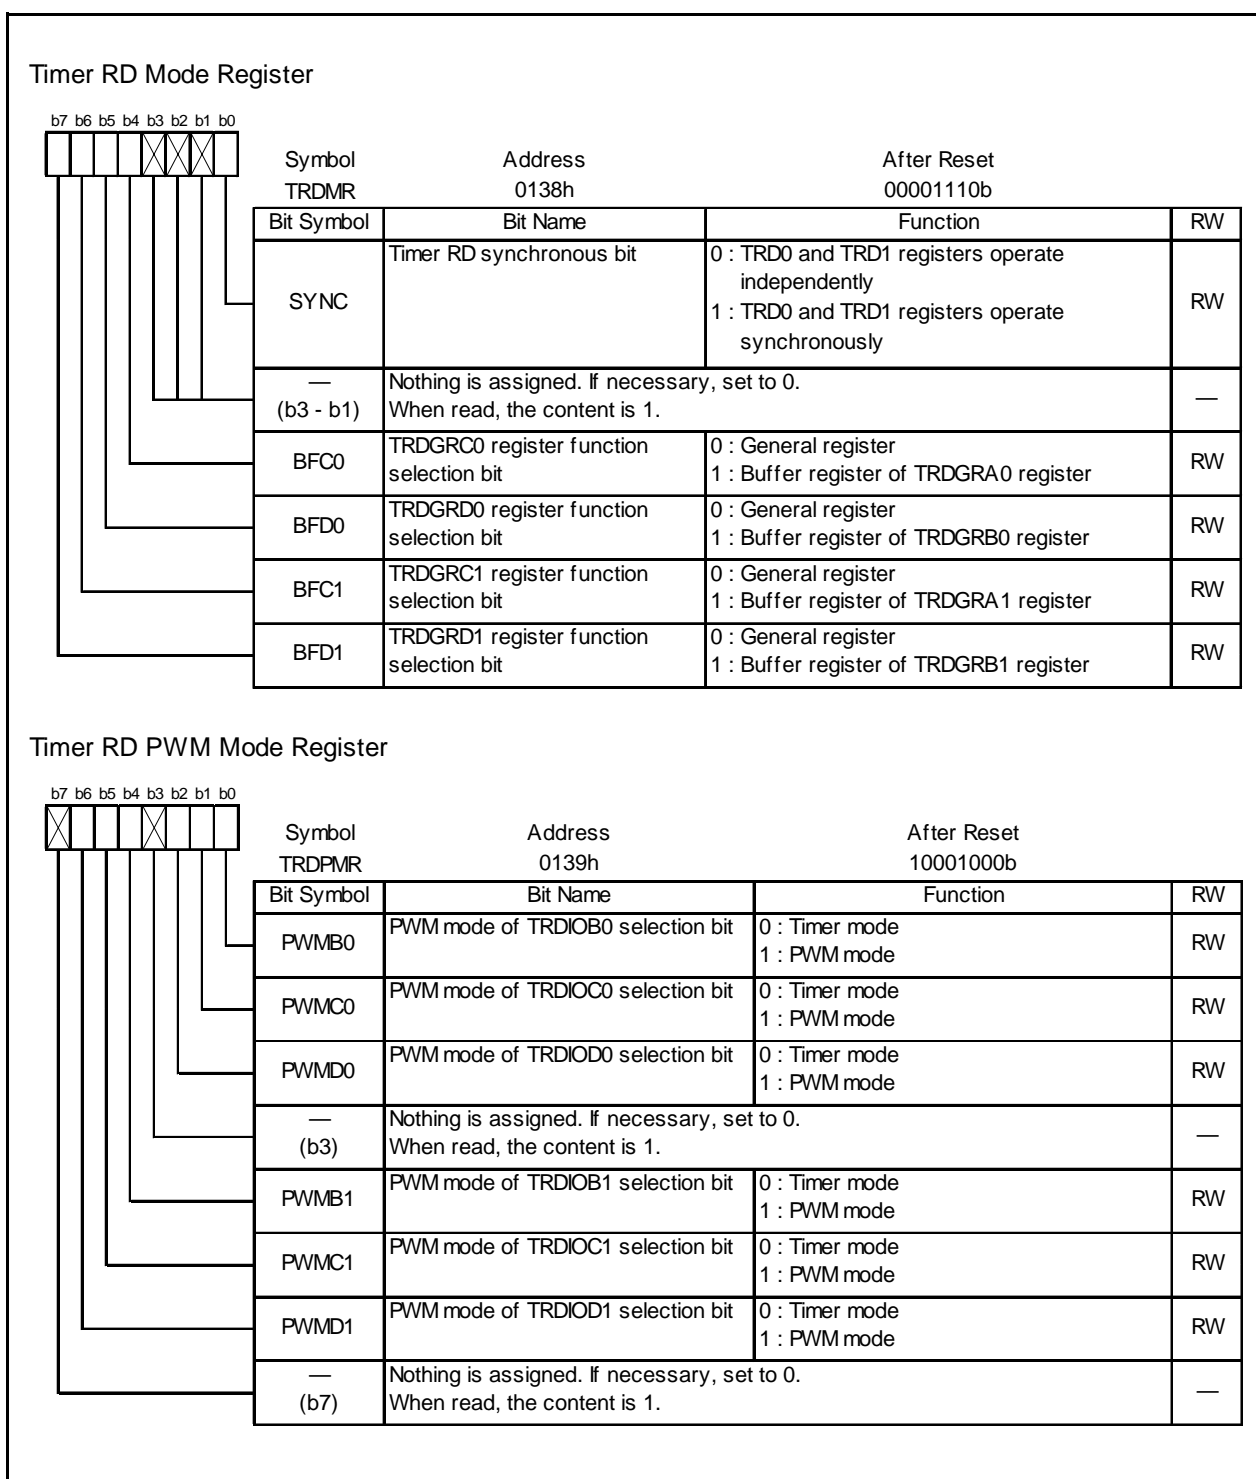 Timer RD Mode Register
b7 b6 b5 b4 b3 b2 b1 b0
Symbol Address After Reset
TRDMR 0138h 00001110b
Bit Symbol Bit Name Function RW
SYNC Timer RD synchronous bit 0 : TRD0 and TRD1 registers operate
independently
1 : TRD0 and TRD1 registers operate
synchronously RW
— Nothing is assigned. If necessary, set to 0.
(b3 - b1) When read, the content is 1. —
BFC0 TRDGRC0 register function 0 : General register
selection bit 1 : Buffer register of TRDGRA0 register RW
BFD0 TRDGRD0 register function 0 : General register
selection bit 1 : Buffer register of TRDGRB0 register RW
BFC1 TRDGRC1 register function 0 : General register
selection bit 1 : Buffer register of TRDGRA1 register RW
BFD1 TRDGRD1 register function 0 : General register
selection bit 1 : Buffer register of TRDGRB1 register RW
Timer RD PWM Mode Register
b7 b6 b5 b4 b3 b2 b1 b0
Symbol Address After Reset
TRDPMR 0139h 10001000b
Bit Symbol Bit Name Function RW
PWMB0 PWM mode of TRDIOB0 selection bit 0 : Timer mode
1 : PWM mode RW
PWMC0 PWM mode of TRDIOC0 selection bit 0 : Timer mode
1 : PWM mode RW
PWMD0 PWM mode of TRDIOD0 selection bit 0 : Timer mode
1 : PWM mode RW
— Nothing is assigned. If necessary, set to 0.
(b3) When read, the content is 1. —
PWMB1 PWM mode of TRDIOB1 selection bit 0 : Timer mode
1 : PWM mode RW
PWMC1 PWM mode of TRDIOC1 selection bit 0 : Timer mode
1 : PWM mode RW
PWMD1 PWM mode of TRDIOD1 selection bit 0 : Timer mode
1 : PWM mode RW
— Nothing is assigned. If necessary, set to 0.
(b7) When read, the content is 1. —